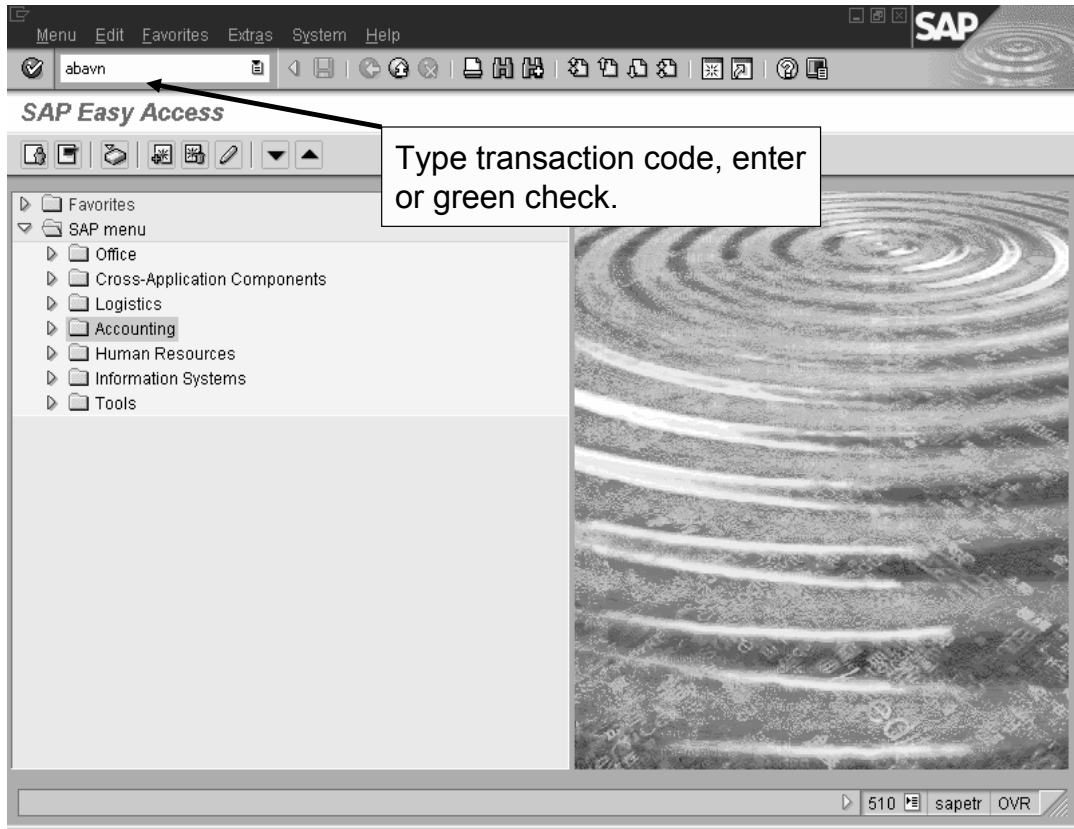 Menu Edit Favorites Extras System Help
SAP
abavn
SAP Easy Access
Type transaction code, enter
or green check.
Favorites
SAP menu
Office
Cross-Application Components
Logistics
Accounting
Human Resources
Information Systems
Tools
510 sapetr OVR